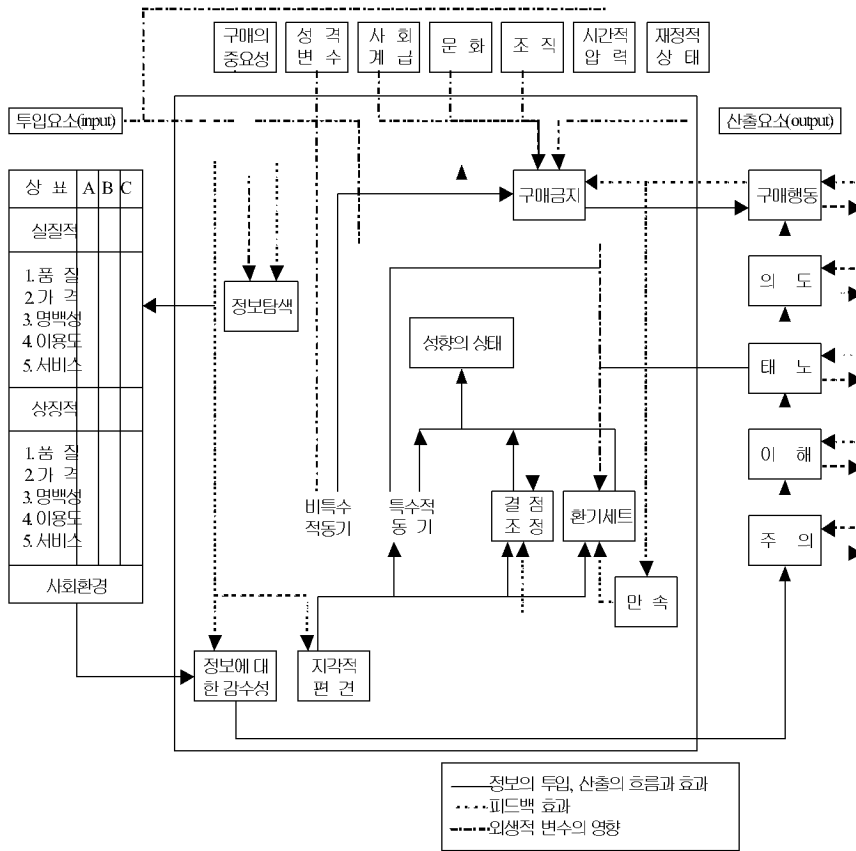 구매의
중요성
성 격
변 수
사 회
계 급
문 화
조 직
시간적
압 력
재정적
상 태
투입요소(input)
산출요소(output)
상 표 A B C
실질적
1. 품 질
2. 가 격
3. 명백성
4. 이용도
5. 서비스
상징적
1. 품 질
2. 가 격
3. 명백성
4. 이용도
5. 서비스
사회환경
정보탐색
구매금지
성향의 상태
비특수
적동기
특수적
동 기
결 점
조 정
환기세트
만 속
정보에 대
한 감수성
지각적
편 견
구매행동
의 도
태 노
이 해
주 의
정보의 투입, 산출의 흐름과 효과
피드백 효과
외생적 변수의 영향